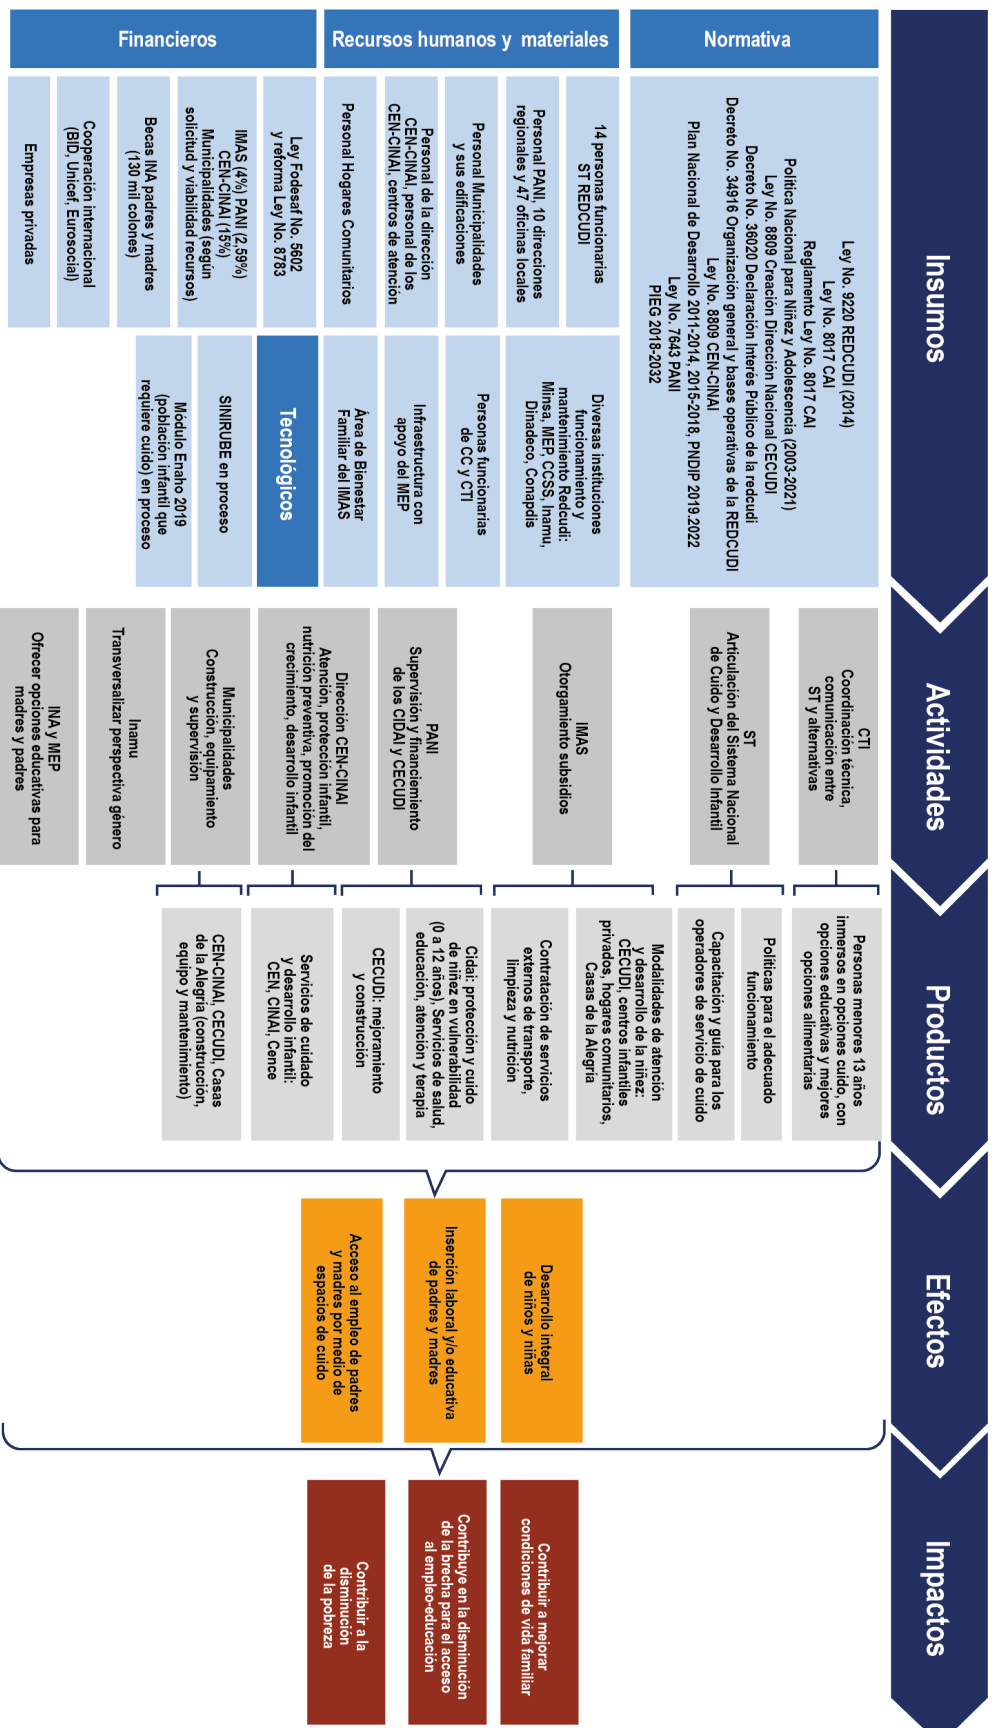 Insumos
Actividades
Productos
Efectos
Impactos
Normativa
Ley No. 9220 REDCUDI (2014)
Ley No. 8017 CAI
Reglamento Ley No. 8017 CAI
Política Nacional para Niñez y Adolescencia (2003-2021)
Ley No. 8809 Creación Dirección Nacional CECUDI
Decreto No. 36020 Declaración Interés Público de la redcudi
Decreto No. 34916 Organización general y bases operativas de la REDCUDI
Ley No. 8809 CEN-CINAI
Plan Nacional de Desarrollo 2011-2014, 2015-2018, PNDIP 2019.2022
Ley No. 7643 PANI
PIEG 2018-2032
Recursos humanos y materiales
14 personas funcionarias
ST REDCUDI
Personal PANI, 10 direcciones
regionales y 47 oficinas locales
Personal Municipalidades
y sus edificaciones
Personal de la dirección
CEN-CINAI, personal de los
CEN-CINAI, centros de atención
Personal Hogares Comunitarios
Diversas instituciones
funcionamiento y
mantenimiento Redcudi:
Minsa, MEP, CCSS, Inamu,
Dinadeco, Conapdis
Personas funcionarias
de CC y CTI
Infraestructura con
apoyo del MEP
Área de Bienestar
Familiar del IMAS
Financieros
Ley Fodesaf No. 5602
y reforma Ley No. 8783
IMAS (4%) PANI (2,59%)
CEN-CINAI (15%)
Municipalidades (según
solicitud y viabilidad recursos)
Becas INA padres y madres
(130 mil colones)
Cooperación internacional
(BID, Unicef, Eurosocial)
Empresas privadas
Tecnológicos
SINIRUBE en proceso
Módulo Enaho 2019
(población infantil que
requiere cuido) en proceso
CTI
Coordinación técnica,
comunicación entre
ST y alternativas
ST
Articulación del Sistema Nacional
de Cuido y Desarrollo Infantil
IMAS
Otorgamiento subsidios
PANI
Supervisión y financiamiento
de los CIDAI y CECUDI
Dirección CEN-CINAI
Atención, protección infantil,
nutrición preventiva, promoción del
crecimiento, desarrollo infantil
Municipalidades
Construcción, equipamiento
y supervisión
Inamu
Transversalizar perspectiva género
INA y MEP
Ofrecer opciones educativas para
madres y padres
Personas menores 13 años
inmersos en opciones cuido, con
opciones educativas y mejores
opciones alimentarias
Políticas para el adecuado
funcionamiento
Capacitación y guía para los
operadores de servicio de cuido
Modalidades de atención
y desarrollo de la niñez:
CECUDI, centros infantiles
privados, hogares comunitarios,
Casas de la Alegría
Contratación de servicios
externos de transporte,
limpieza y nutrición
Cidai: protección y cuido
de niñez en vulnerabilidad
(0 a 12 años), Servicios de salud,
educación, atención y terapia
CECUDI: mejoramiento
y construcción
Servicios de cuidado
y desarrollo infantil:
CEN, CINAI, Cence
CEN-CINAI, CECUDI, Casas
de la Alegría (construcción,
equipo y mantenimiento)
Desarrollo integral
de niños y niñas
Inserción laboral y/o educativa
de padres y madres
Acceso al empleo de padres
y madres por medio de
espacios de cuido
Contribuir a mejorar
condiciones de vida familiar
Contribuye en la disminución
de la brecha para el acceso
al empleo-educación
Contribuir a la
disminución
de la pobreza